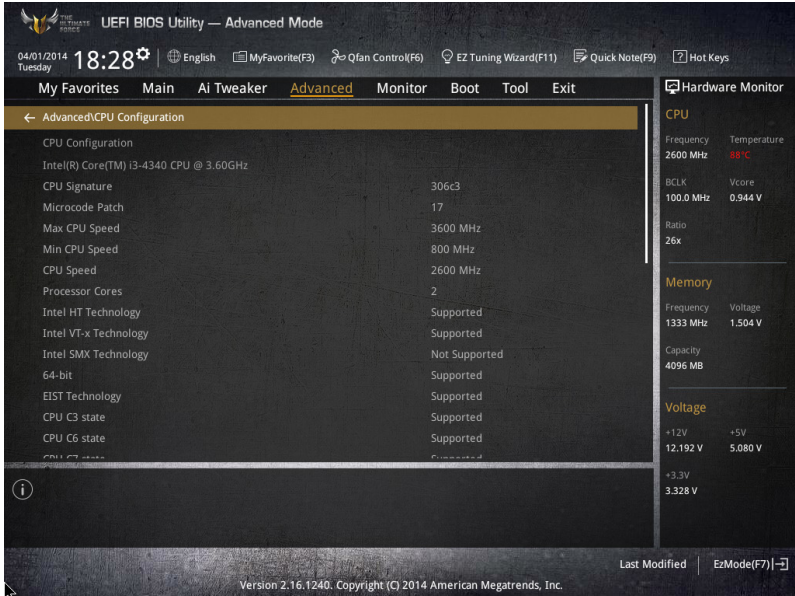 THE ULTIMATE FORCE UEFI BIOS Utility — Advanced Mode
04/01/2014 Tuesday 18:28 English MyFavorite(F3) Qfan Control(F6) EZ Tuning Wizard(F11) Quick Note(F9) ? Hot Keys
My Favorites Main Ai Tweaker Advanced Monitor Boot Tool Exit
← Advanced\CPU Configuration
CPU Configuration
Intel(R) Core(TM) i3-4340 CPU @ 3.60GHz
CPU Signature 306c3
Microcode Patch 17
Max CPU Speed 3600 MHz
Min CPU Speed 800 MHz
CPU Speed 2600 MHz
Processor Cores 2
Intel HT Technology Supported
Intel VT-x Technology Supported
Intel SMX Technology Not Supported
64-bit Supported
EIST Technology Supported
CPU C3 state Supported
CPU C6 state Supported
CPU C7 state Supported
Hardware Monitor
CPU
Frequency Temperature
2600 MHz 88°C
BCLK Vcore
100.0 MHz 0.944 V
Ratio
26x
Memory
Frequency Voltage
1333 MHz 1.504 V
Capacity
4096 MB
Voltage
+12V +5V
12.192 V 5.080 V
+3.3V
3.328 V
Last Modified EzMode(F7)
Version 2.16.1240. Copyright (C) 2014 American Megatrends, Inc.